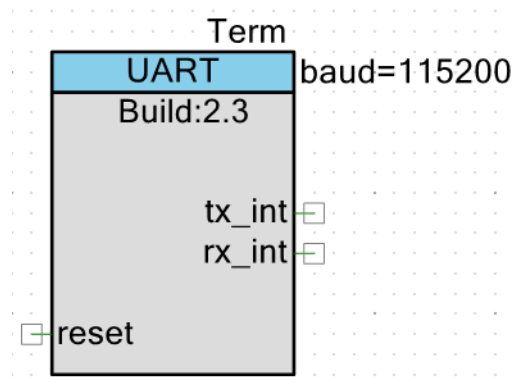 Term
UART
baud=115200
Build:2.3
tx_int
rx_int
reset